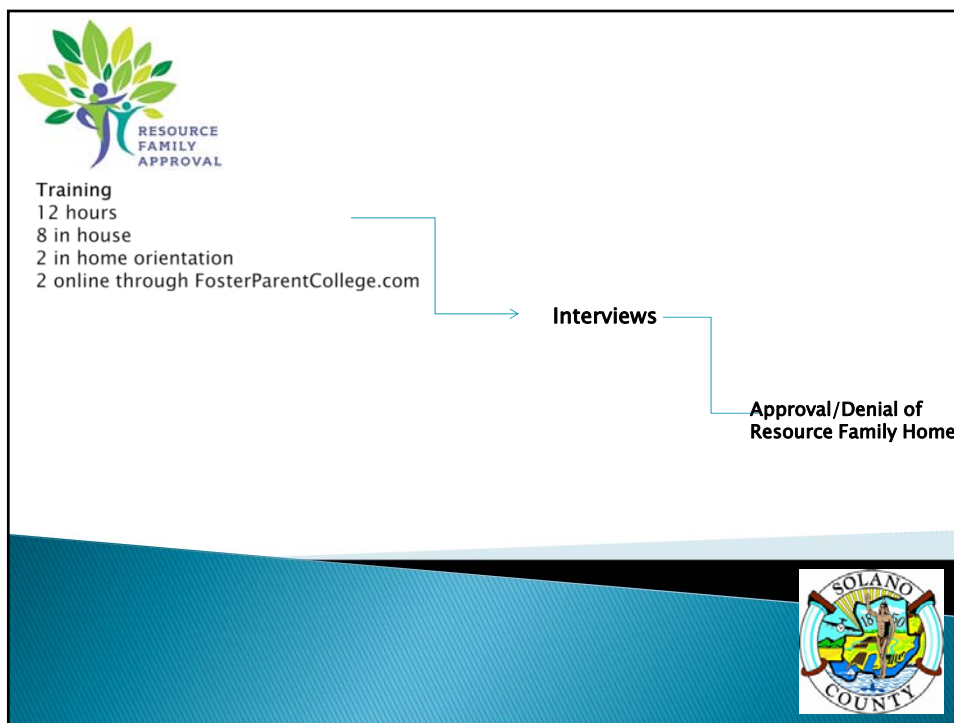 RESOURCE
FAMILY
APPROVAL
Training
12 hours
8 in house
2 in home orientation
2 online through FosterParentCollege.com
Interviews
Approval/Denial of
Resource Family Home
SOLANO
1850
COUNTY